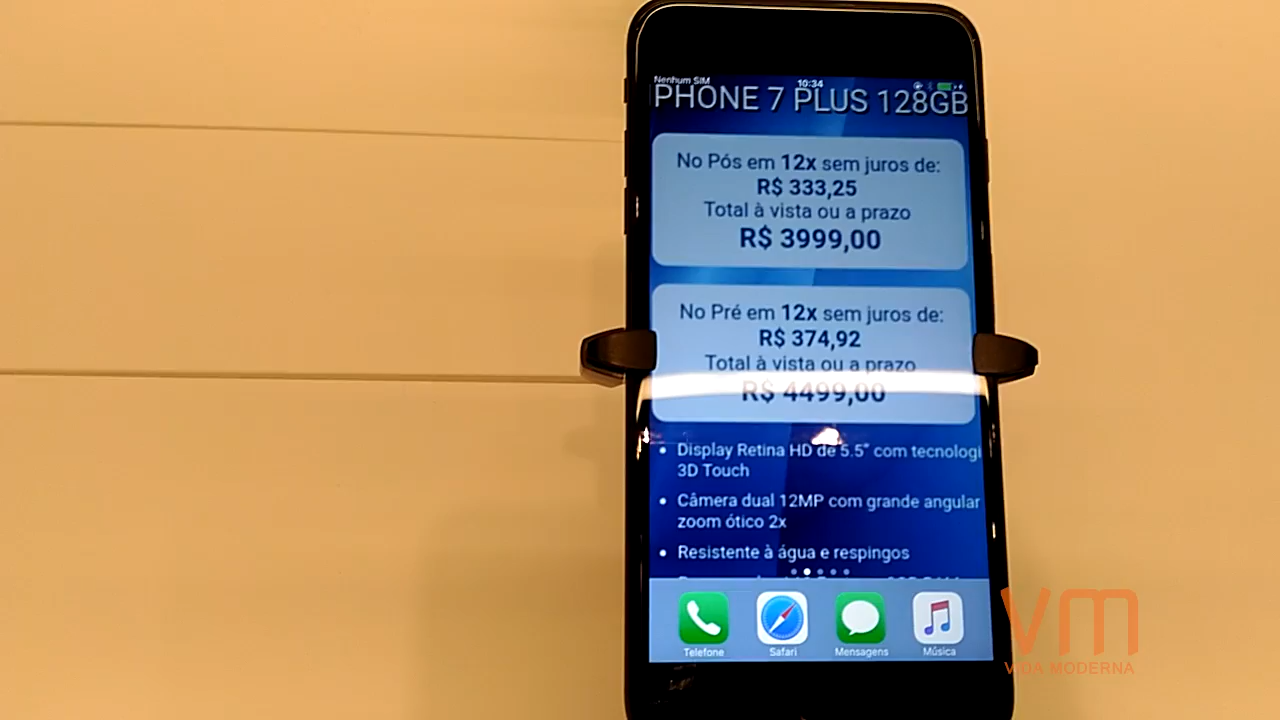 Nenhum SIM 10:34
PHONE 7 PLUS 128GB
No Pós em 12x sem juros de:
R$ 333,25
Total à vista ou a prazo
R$ 3999,00
No Pré em 12x sem juros de:
R$ 374,92
Total à vista ou a prazo
R$ 4499,00
• Display Retina HD de 5.5" com tecnologi
3D Touch
• Câmera dual 12MP com grande angular
zoom ótico 2x
• Resistente à água e respingos
Telefone Safari Mensagens Música
vm
VIDA MODERNA